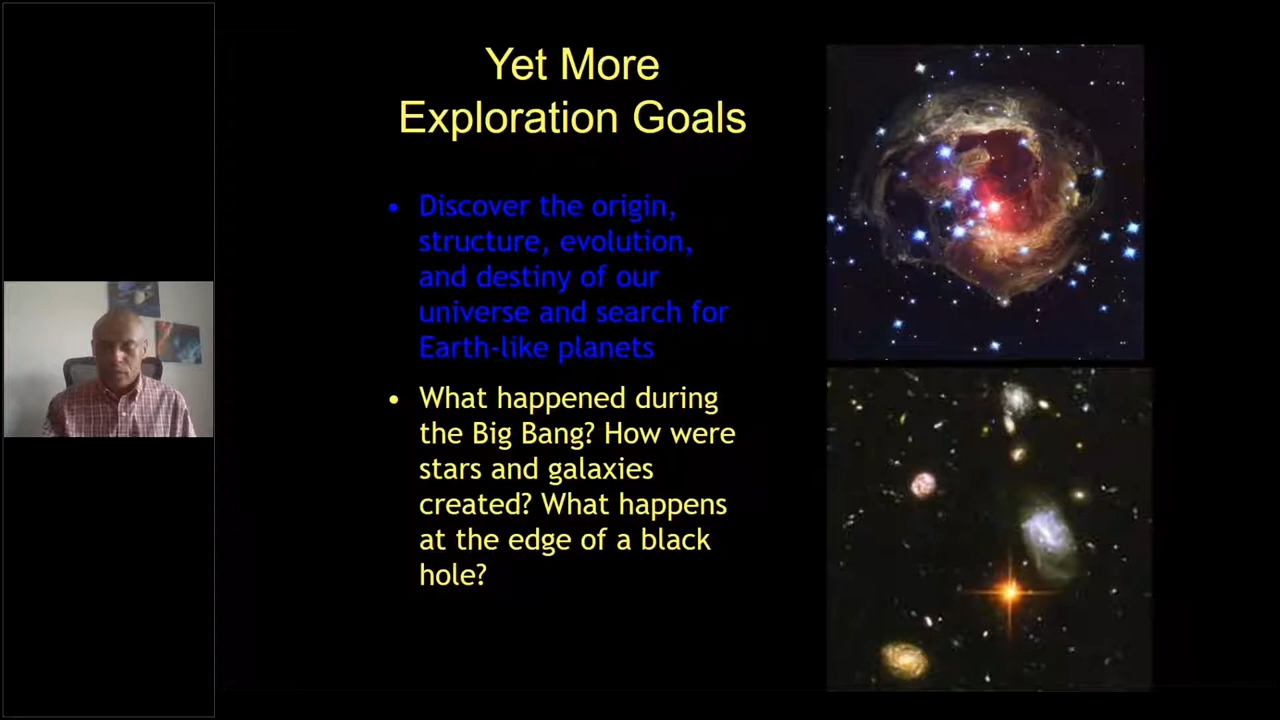 Yet More
Exploration Goals
• Discover the origin,
structure, evolution,
and destiny of our
universe and search for
Earth-like planets
• What happened during
the Big Bang? How were
stars and galaxies
created? What happens
at the edge of a black
hole?